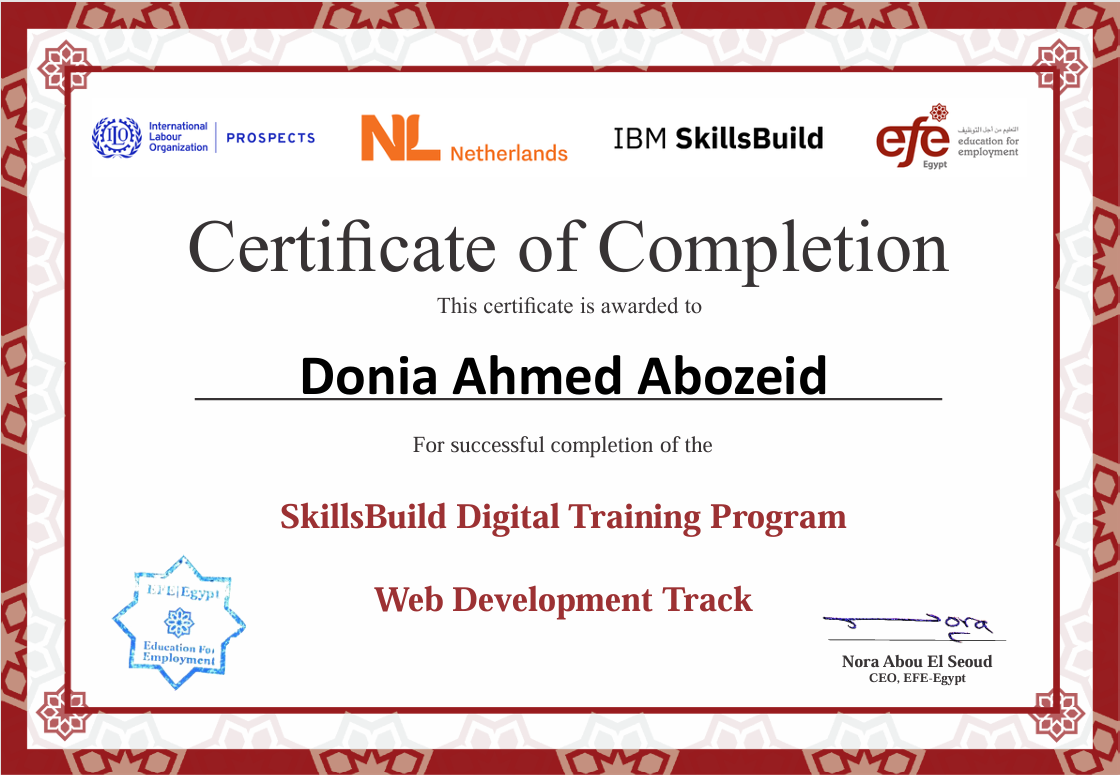 International
Labour
Organization
PROSPECTS
NL Netherlands
IBM SkillsBuild
efe
Egypt
التعليم من أجل التوظيف
education for
employment
Certificate of Completion
This certificate is awarded to
Donia Ahmed Abozeid
For successful completion of the
SkillsBuild Digital Training Program
Web Development Track
EFE|Egypt
Education For
Employment
Nora
Nora Abou El Seoud
CEO, EFE-Egypt